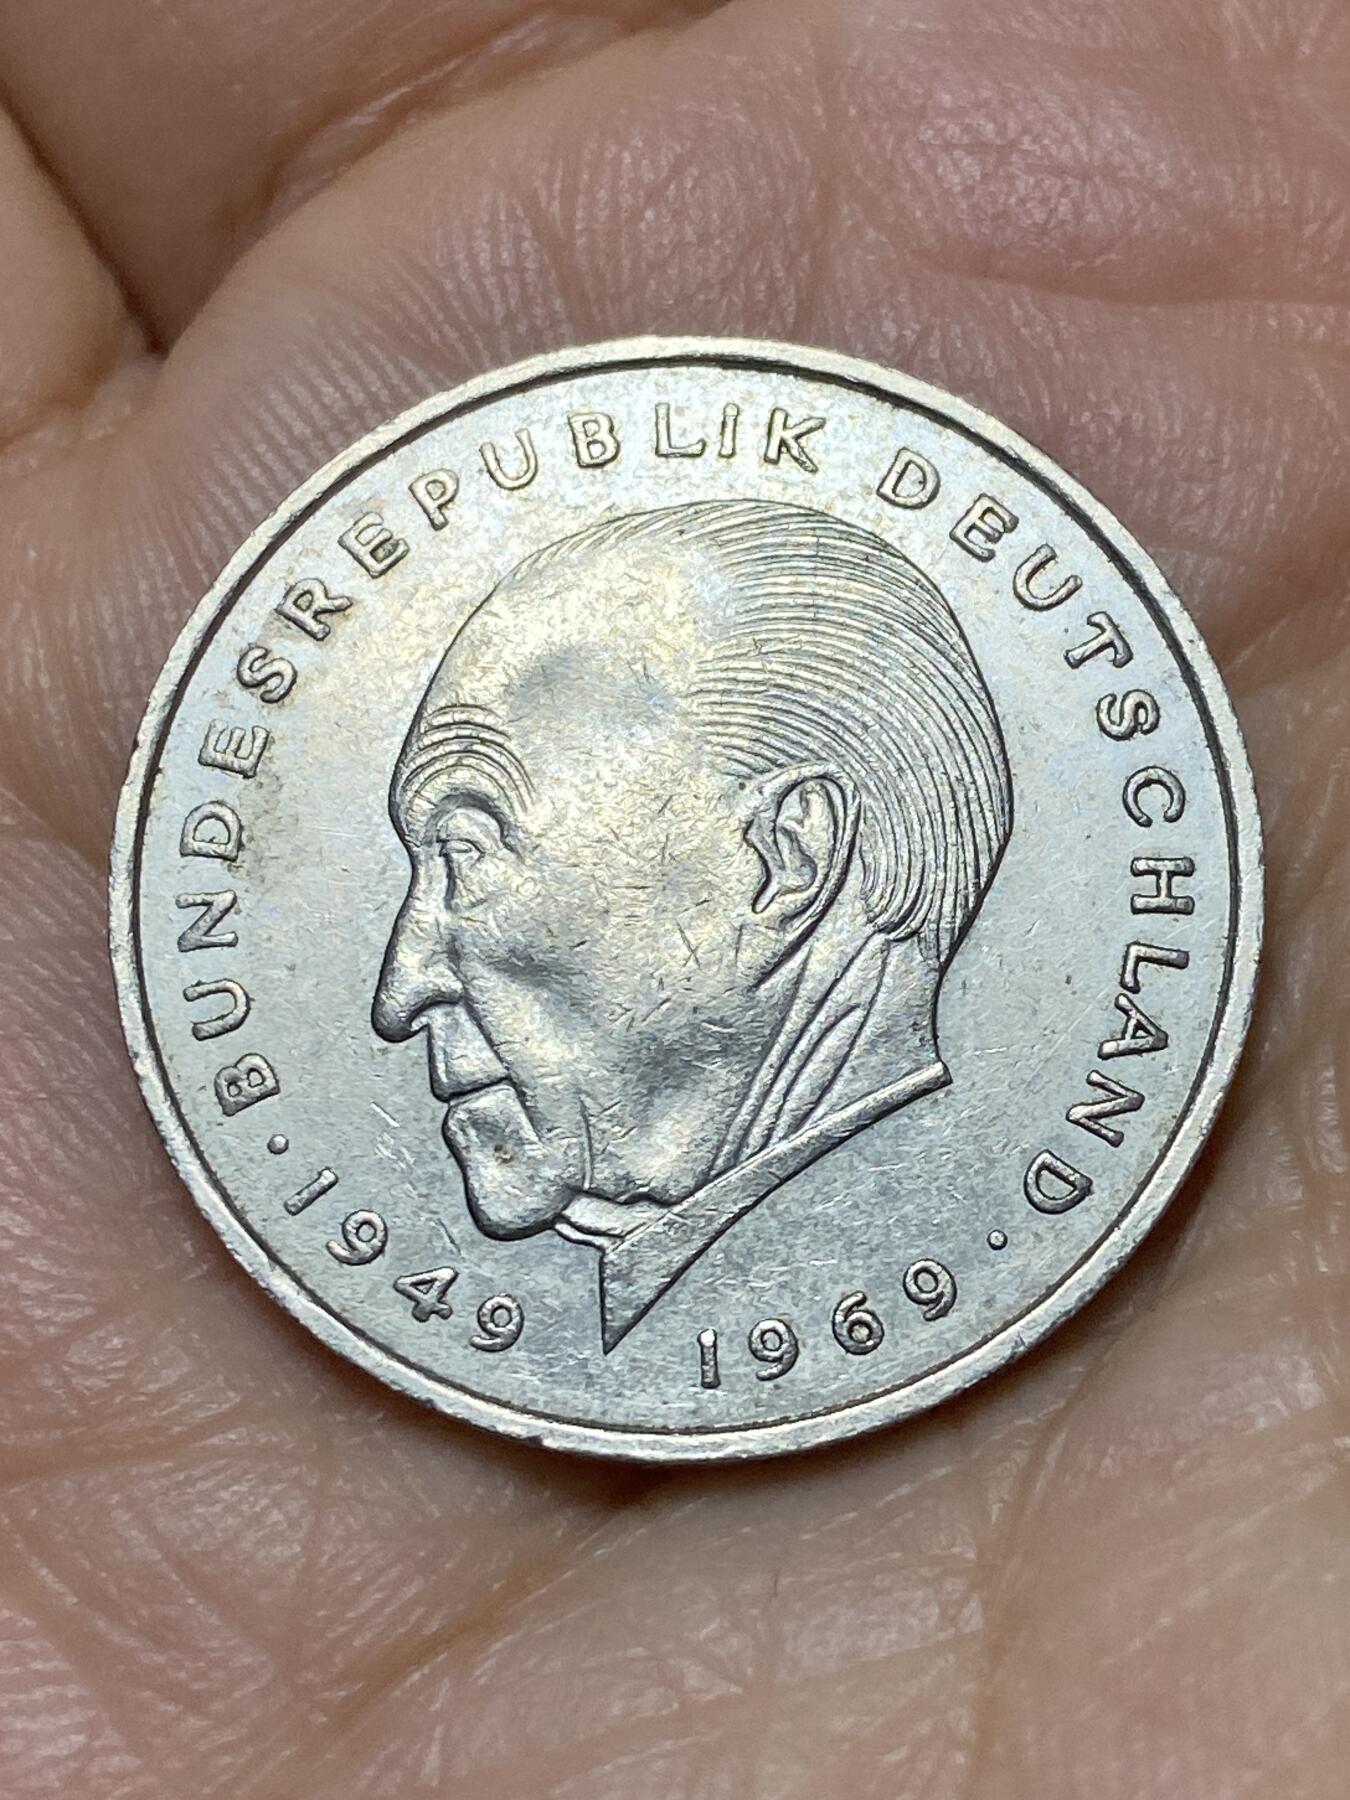 · BUNDESREPUBLIK DEUTSCHLAND ·
1949 1969